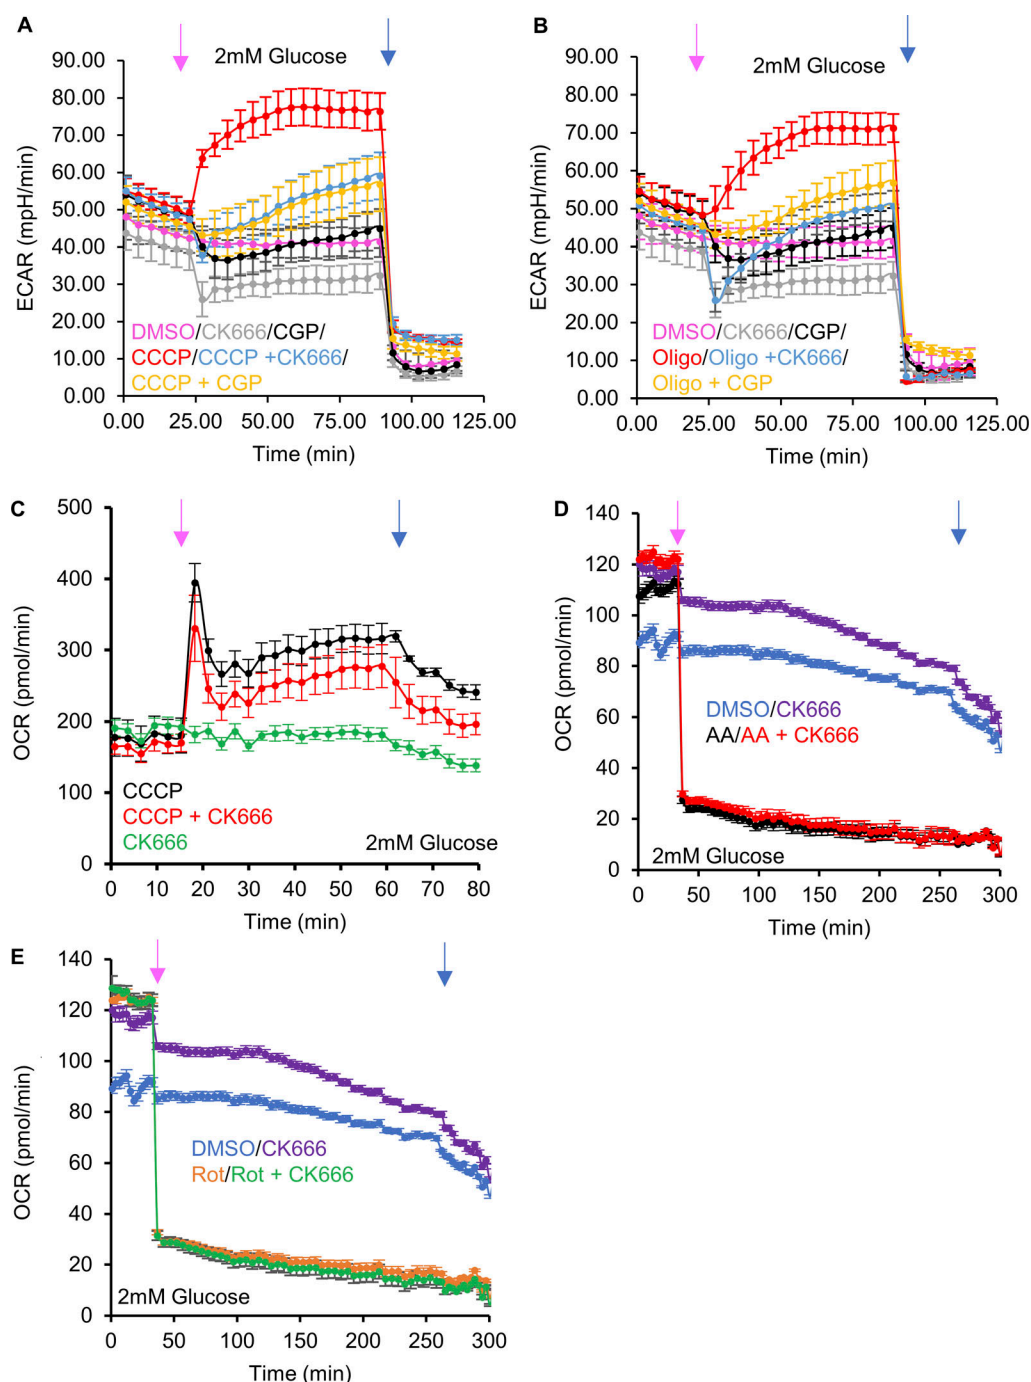 A
2mM Glucose
90.00
80.00
70.00
60.00
50.00
40.00
30.00
20.00
10.00
0.00
ECAR (mpH/min)
DMSO/CK666/CGP/
CCCP/CCCP +CK666/
CCCP + CGP
0.00 25.00 50.00 75.00 100.00 125.00
Time (min)
B
2mM Glucose
90.00
80.00
70.00
60.00
50.00
40.00
30.00
20.00
10.00
0.00
ECAR (mpH/min)
DMSO/CK666/CGP/
Oligo/Oligo +CK666/
Oligo + CGP
0.00 25.00 50.00 75.00 100.00 125.00
Time (min)
C
500
400
300
200
100
0
OCR (pmol/min)
CCCP
CCCP + CK666
CK666
2mM Glucose
0 10 20 30 40 50 60 70 80
Time (min)
D
140
120
100
80
60
40
20
0
OCR (pmol/min)
DMSO/CK666
AA/AA + CK666
2mM Glucose
0 50 100 150 200 250 300
Time (min)
E
140
120
100
80
60
40
20
0
OCR (pmol/min)
DMSO/CK666
Rot/Rot + CK666
2mM Glucose
0 50 100 150 200 250 300
Time (min)